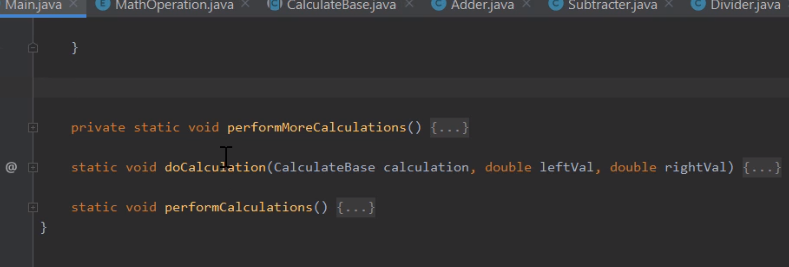 Main.java × MathOperation.java × CalculateBase.java × Adder.java × Subtracter.java × Divider.java
}
private static void performMoreCalculations() {...}
@ static void doCalculation(CalculateBase calculation, double leftVal, double rightVal) {...}
static void performCalculations() {...}
}